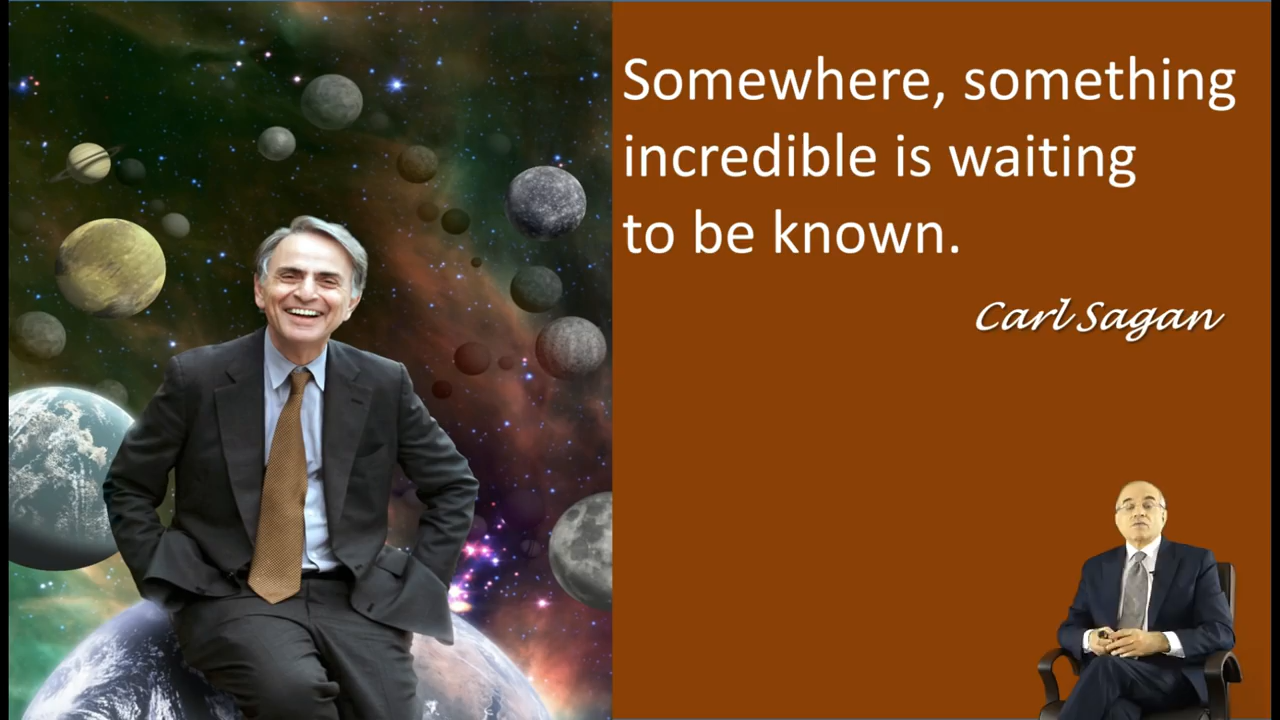 Somewhere, something
incredible is waiting
to be known.
Carl Sagan